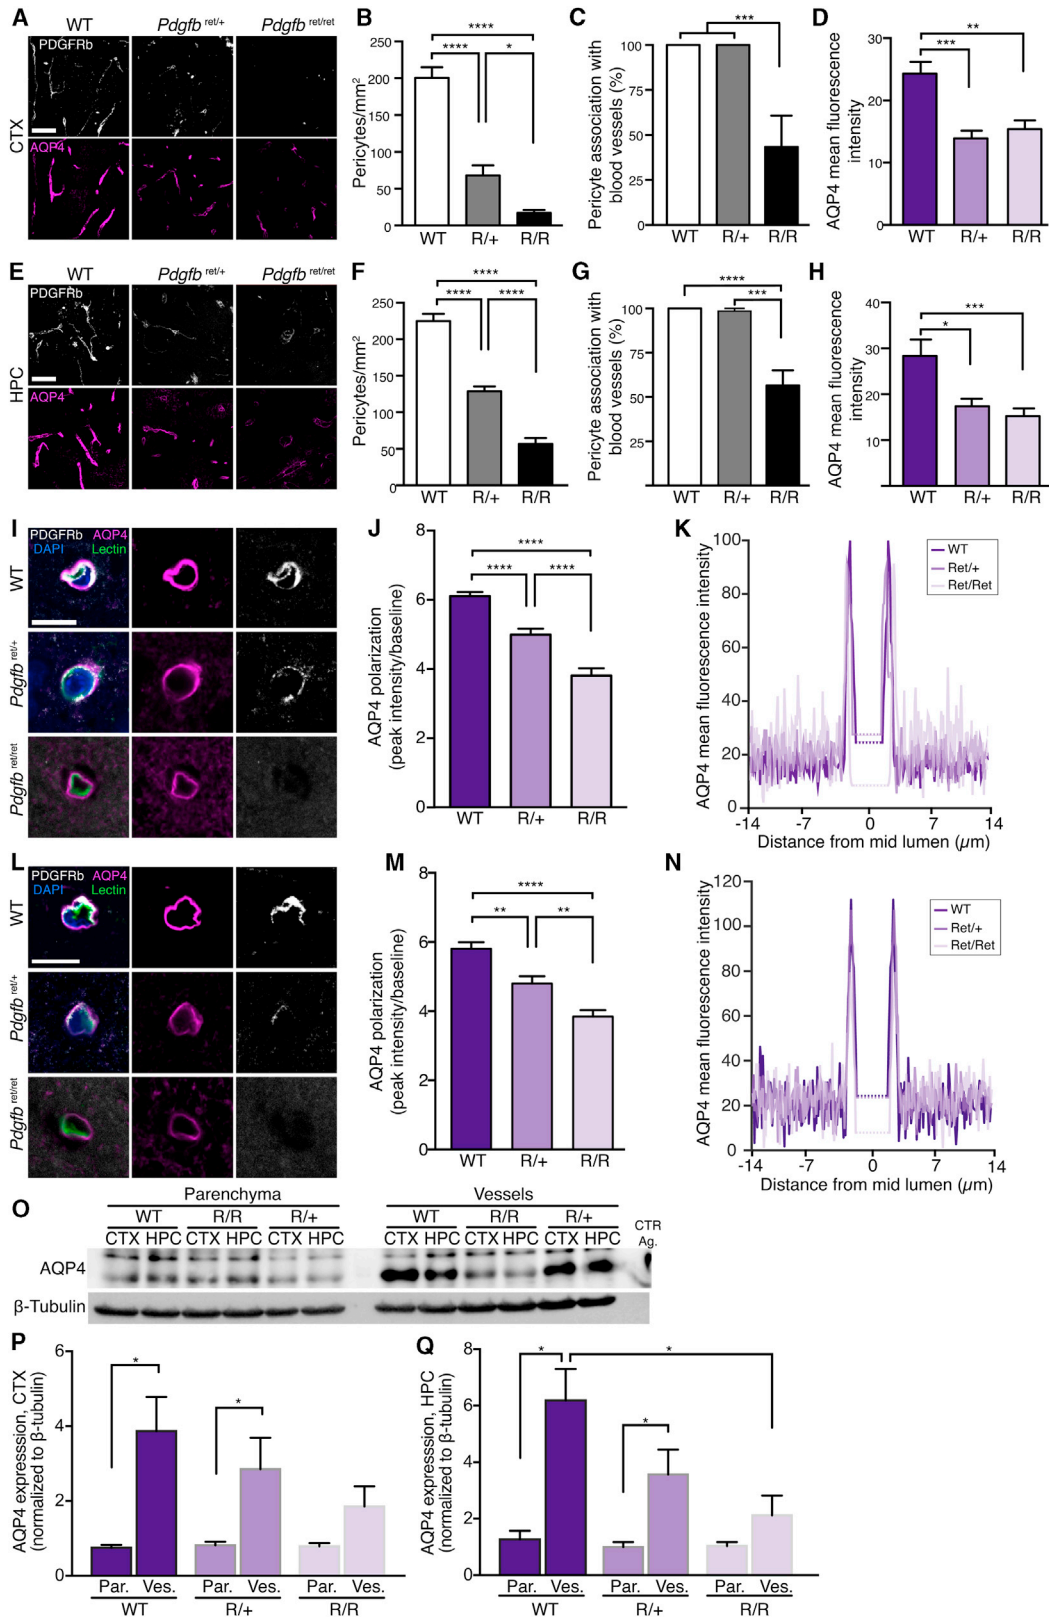 A
WT
Pdgfb ret/+
Pdgfb ret/ret
PDGFRb
CTX
AQP4
B
Pericytes/mm2
250
200
150
100
50
0
****
****
*
WT
R/+
R/R
C
Pericyte association with
blood vessels (%)
100
75
50
25
0
***
WT
R/+
R/R
D
AQP4 mean fluorescence
intensity
30
20
10
0
**
***
WT
R/+
R/R
E
WT
Pdgfb ret/+
Pdgfb ret/ret
PDGFRb
HPC
AQP4
F
Pericytes/mm2
250
200
150
100
50
0
****
****
****
WT
R/+
R/R
G
Pericyte association with
blood vessels (%)
100
75
50
25
****
***
WT
R/+
R/R
H
AQP4 mean fluorescence
intensity
40
30
20
10
***
*
WT
R/+
R/R
I
PDGFRb AQP4
DAPI Lectin
WT
Pdgfb ret/+
Pdgfb ret/ret
J
AQP4 polarization
(peak intensity/baseline)
8
6
4
2
0
****
****
****
WT
R/+
R/R
K
AQP4 mean fluorescence intensity
100
80
60
40
20
0
WT
Ret/+
Ret/Ret
-14
-7
0
7
14
Distance from mid lumen (μm)
L
PDGFRb AQP4
DAPI Lectin
WT
Pdgfb ret/+
Pdgfb ret/ret
M
AQP4 polarization
(peak intensity/baseline)
8
6
4
2
0
****
**
**
WT
R/+
R/R
N
AQP4 mean fluorescence intensity
120
100
80
60
40
20
0
WT
Ret/+
Ret/Ret
-14
-7
0
7
14
Distance from mid lumen (μm)
O
Parenchyma
Vessels
WT R/R R/+ WT R/R R/+
CTX HPC CTX HPC CTX HPC CTX HPC CTX HPC CTX HPC
CTR
Ag.
AQP4
β-Tubulin
P
AQP4 expresssion, CTX
(normalized to β-tubulin)
6
4
2
0
*
*
Par. Ves. Par. Ves. Par. Ves.
WT R/+ R/R
Q
AQP4 expression, HPC
(normalized to β-tubulin)
8
6
4
2
0
*
*
*
Par. Ves. Par. Ves. Par. Ves.
WT R/+ R/R